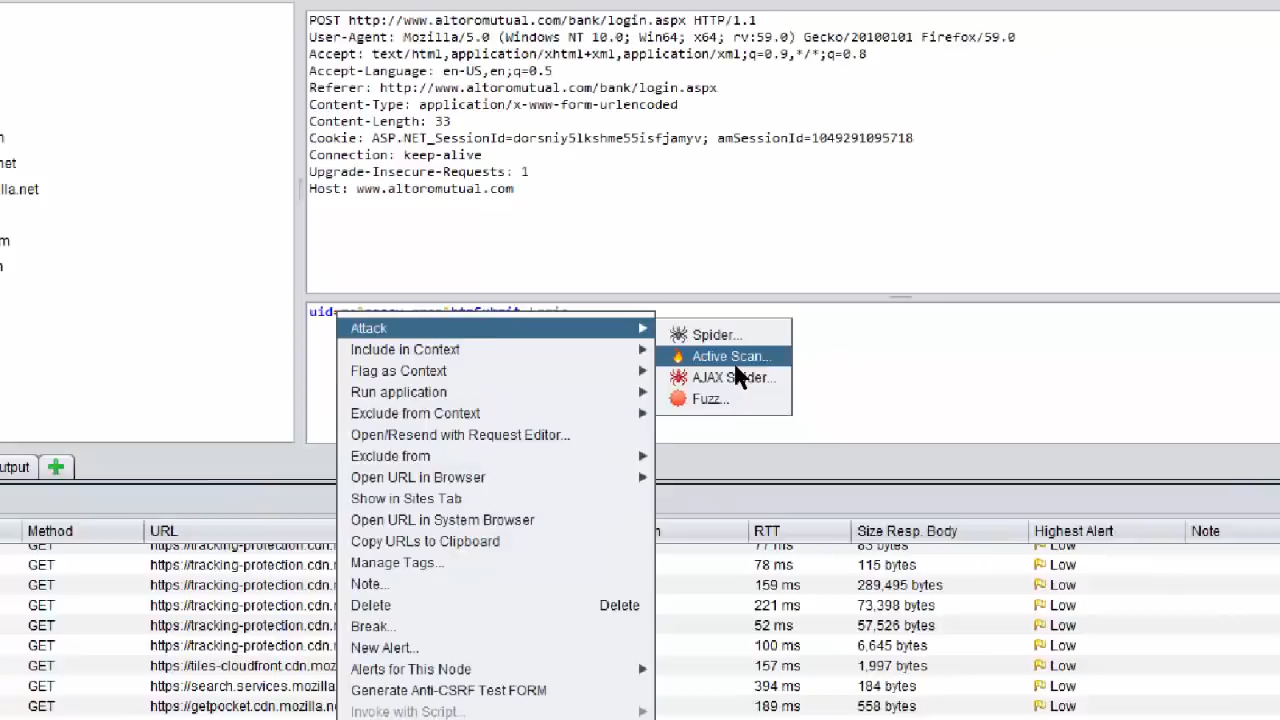 POST http://www.altoromutual.com/bank/login.aspx HTTP/1.1
User-Agent: Mozilla/5.0 (Windows NT 10.0; Win64; x64; rv:59.0) Gecko/20100101 Firefox/59.0
Accept: text/html,application/xhtml+xml,application/xml;q=0.9,*/*;q=0.8
Accept-Language: en-US,en;q=0.5
Referer: http://www.altoromutual.com/bank/login.aspx
Content-Type: application/x-www-form-urlencoded
Content-Length: 33
Cookie: ASP.NET_SessionId=dorsniy5lkshme55isfjamyv; amSessionId=1049291095718
Connection: keep-alive
Upgrade-Insecure-Requests: 1
Host: www.altoromutual.com
net
lla.net
uid=
Attack
Include in Context
Flag as Context
Run application
Exclude from Context
Open/Resend with Request Editor...
Exclude from
Open URL in Browser
Show in Sites Tab
Open URL in System Browser
Copy URLs to Clipboard
Manage Tags...
Note...
Delete Delete
Break...
New Alert...
Alerts for This Node
Generate Anti-CSRF Test FORM
Invoke with Script...
Spider...
Active Scan...
AJAX Spider...
Fuzz...
utput
Method URL RTT Size Resp. Body Highest Alert Note
GET https://tracking-protection.cdn. 77 ms 83 bytes Low
GET https://tracking-protection.cdn. 78 ms 115 bytes Low
GET https://tracking-protection.cdn. 159 ms 289,495 bytes Low
GET https://tracking-protection.cdn. 221 ms 73,398 bytes Low
GET https://tracking-protection.cdn. 52 ms 57,526 bytes Low
GET https://tracking-protection.cdn. 100 ms 6,645 bytes Low
GET https://tiles-cloudfront.cdn.moz 157 ms 1,997 bytes Low
GET https://search.services.mozilla 394 ms 184 bytes Low
GET https://getpocket.cdn.mozilla.n 189 ms 558 bytes Low